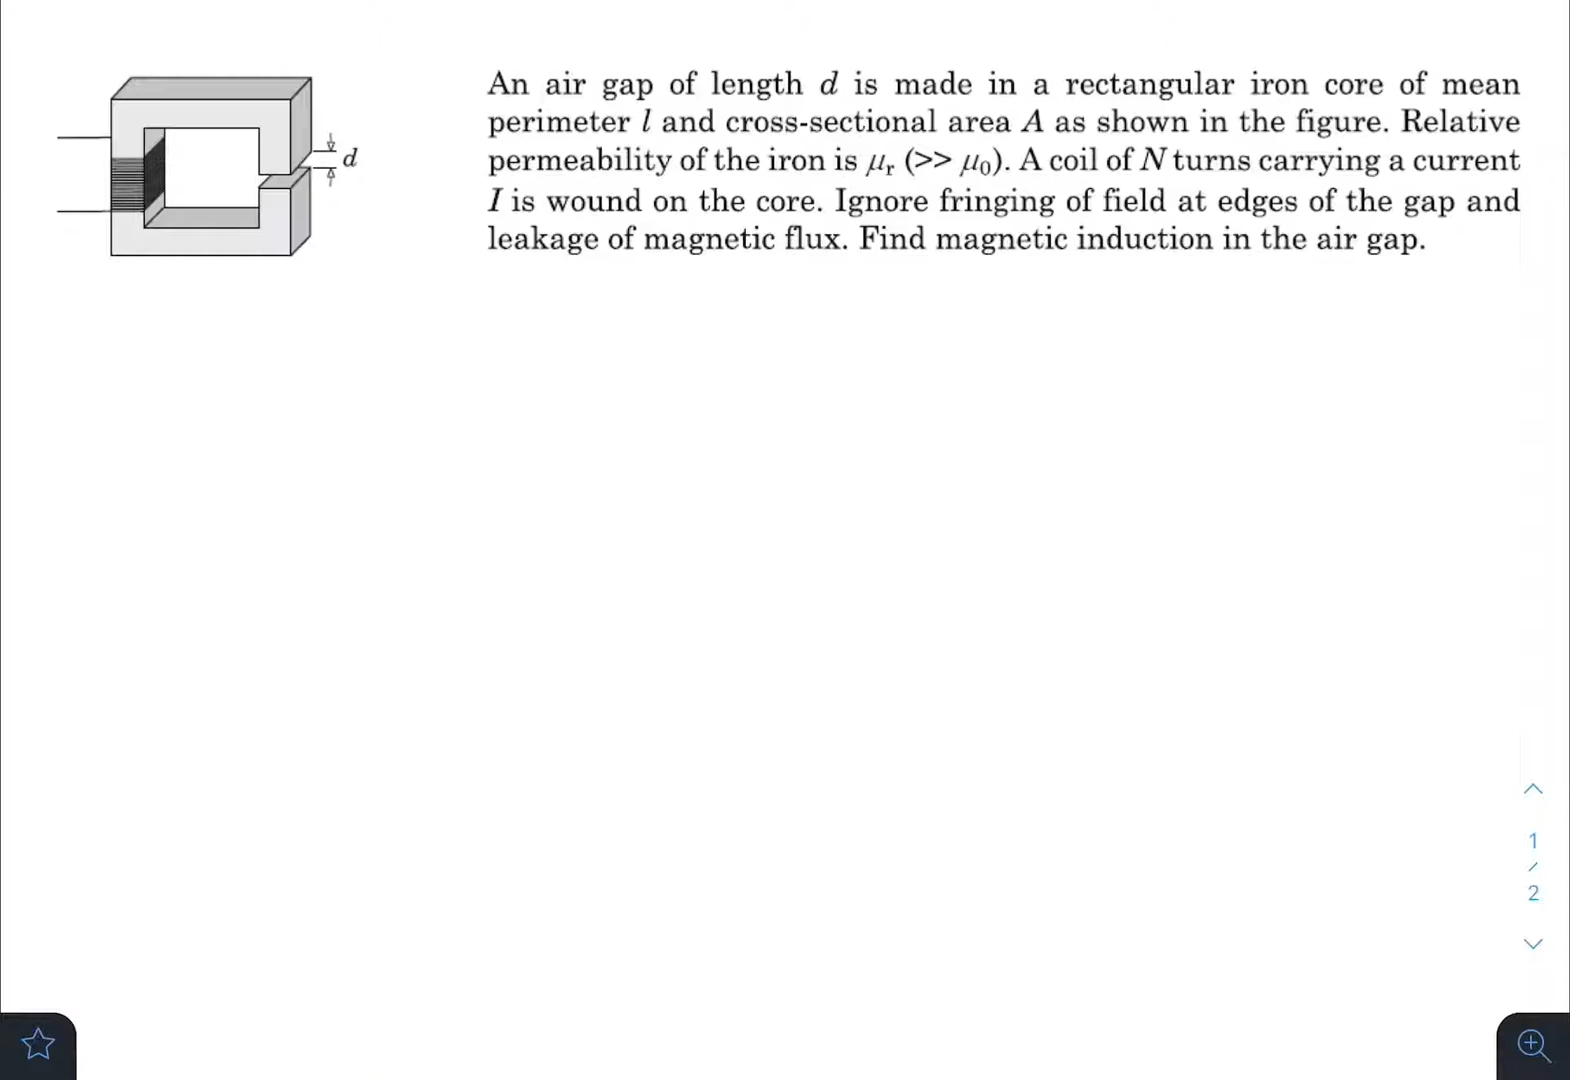 An air gap of length d is made in a rectangular iron core of mean
perimeter l and cross-sectional area A as shown in the figure. Relative
permeability of the iron is μr (>> μ0). A coil of N turns carrying a current
I is wound on the core. Ignore fringing of field at edges of the gap and
leakage of magnetic flux. Find magnetic induction in the air gap.
d
1
/
2